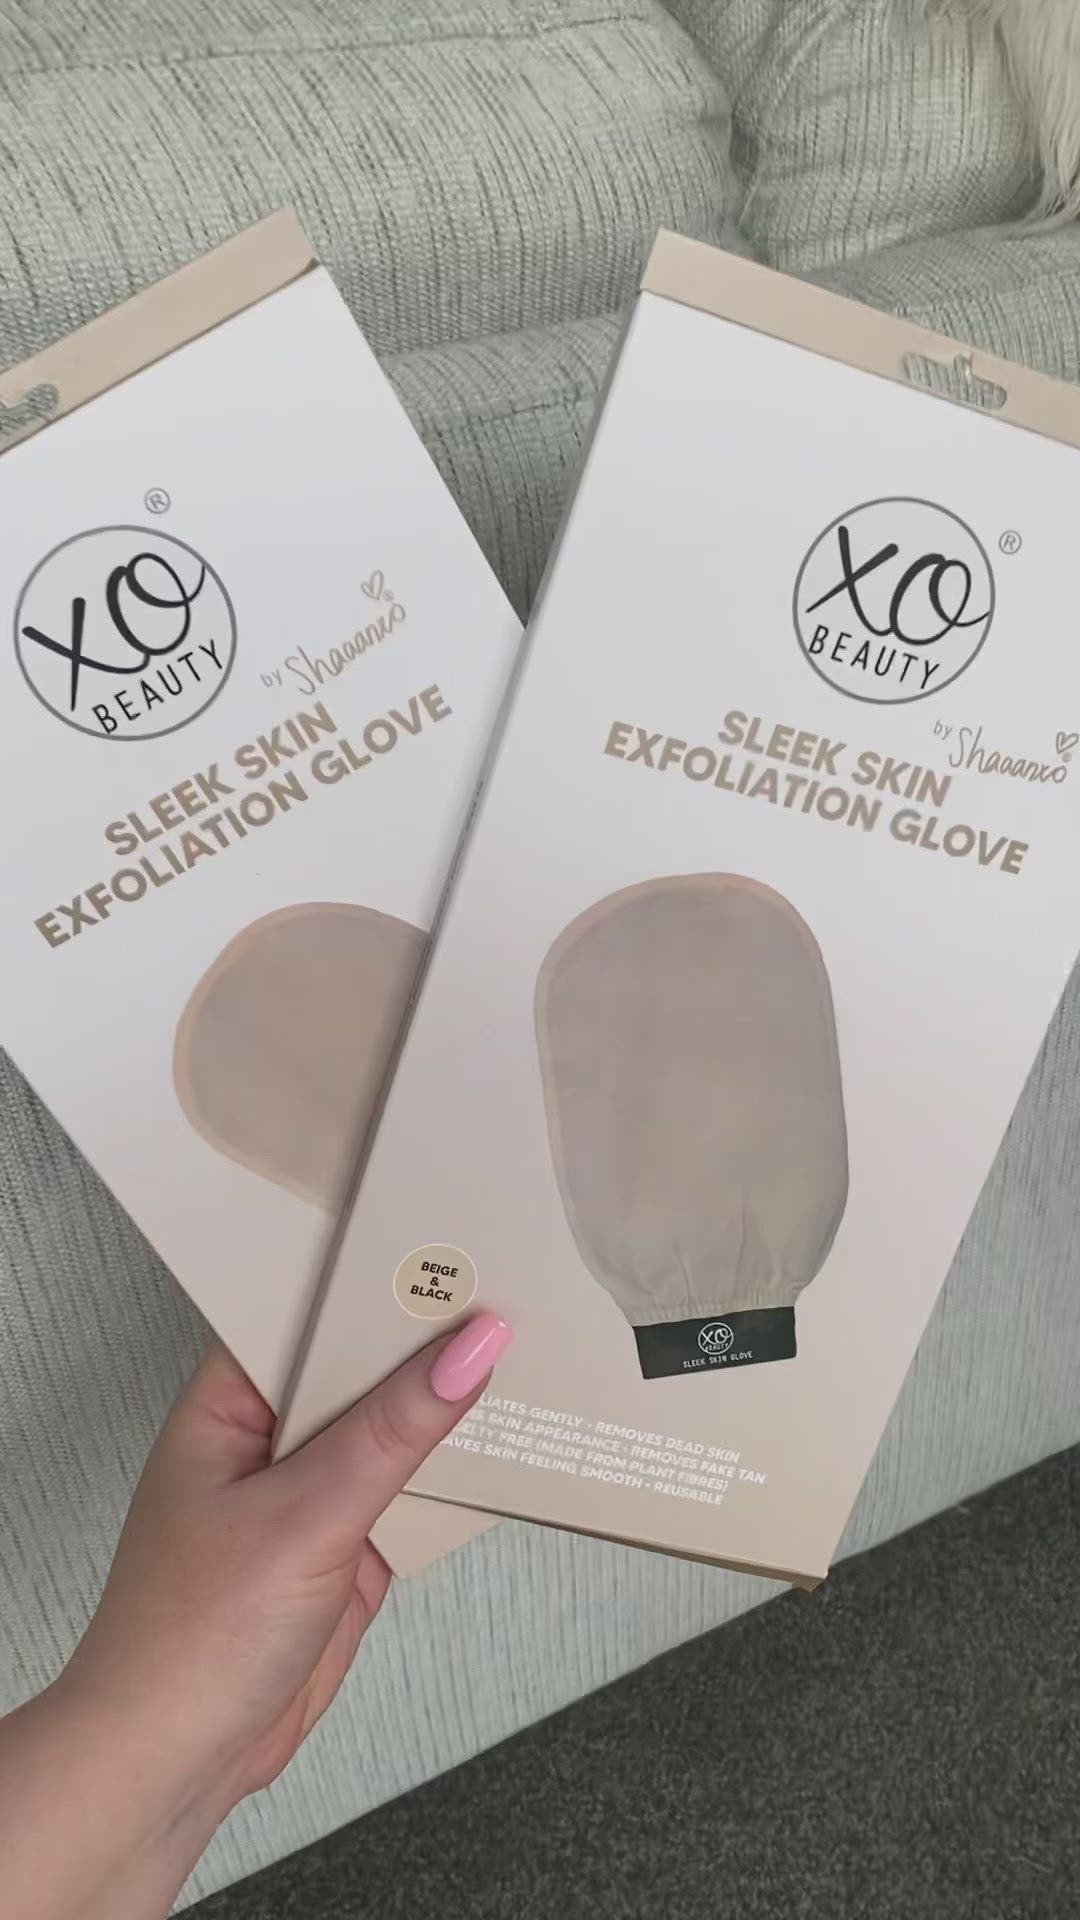 ®
XO
BEAUTY
by Shaaanxo®
SLEEK SKIN
EXFOLIATION GLOVE
®
XO
BEAUTY
by Shaaanxo®
SLEEK SKIN
EXFOLIATION GLOVE
BEIGE
&
BLACK
XO
BEAUTY
SLEEK SKIN GLOVE
GENTLY • REMOVES DEAD SKIN
SKIN APPEARANCE • REMOVES FAKE TAN
FREE (MADE FROM PLANT FIBRES)
SKIN FEELING SMOOTH • REUSABLE